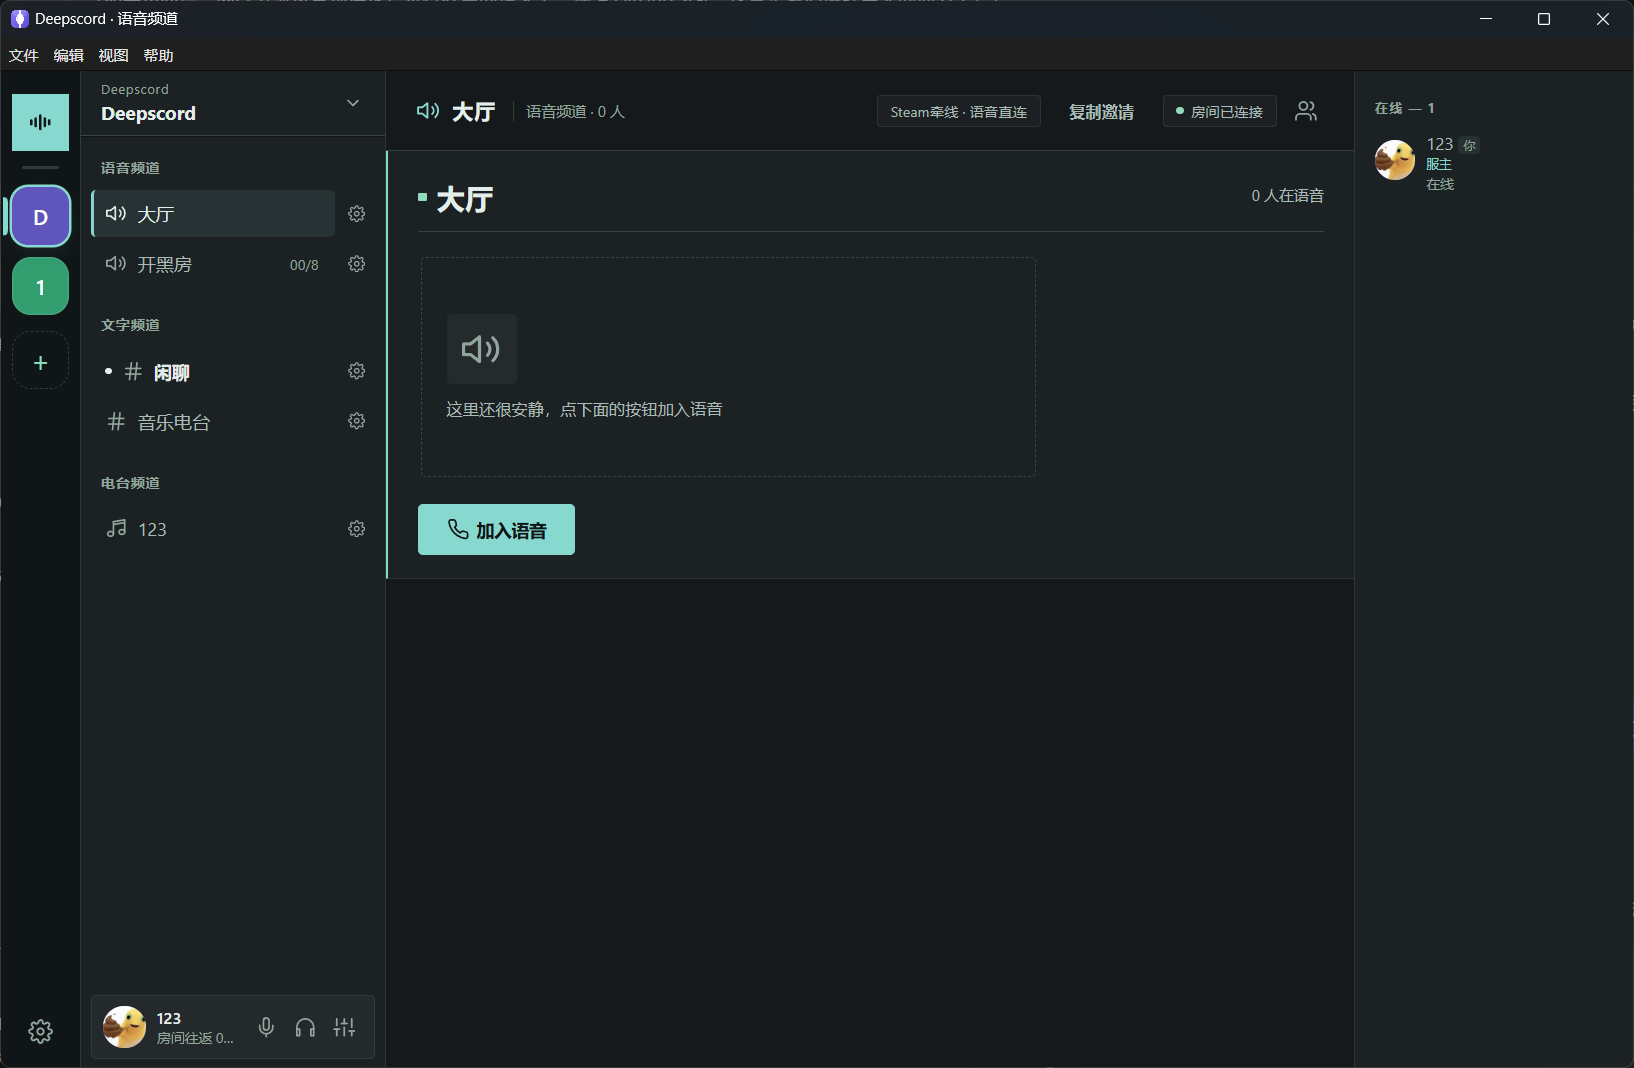 Deepscord · 语音频道
文件 编辑 视图 帮助
Deepscord
Deepscord
语音频道
大厅
开黑房 00/8
文字频道
# 闲聊
# 音乐电台
电台频道
123
D
1
+
123
房间往返 0...
大厅 语音频道 · 0 人
Steam牵线 · 语音直连
复制邀请
房间已连接
大厅
0 人在语音
这里还很安静，点下面的按钮加入语音
加入语音
在线 — 1
123 你
服主
在线